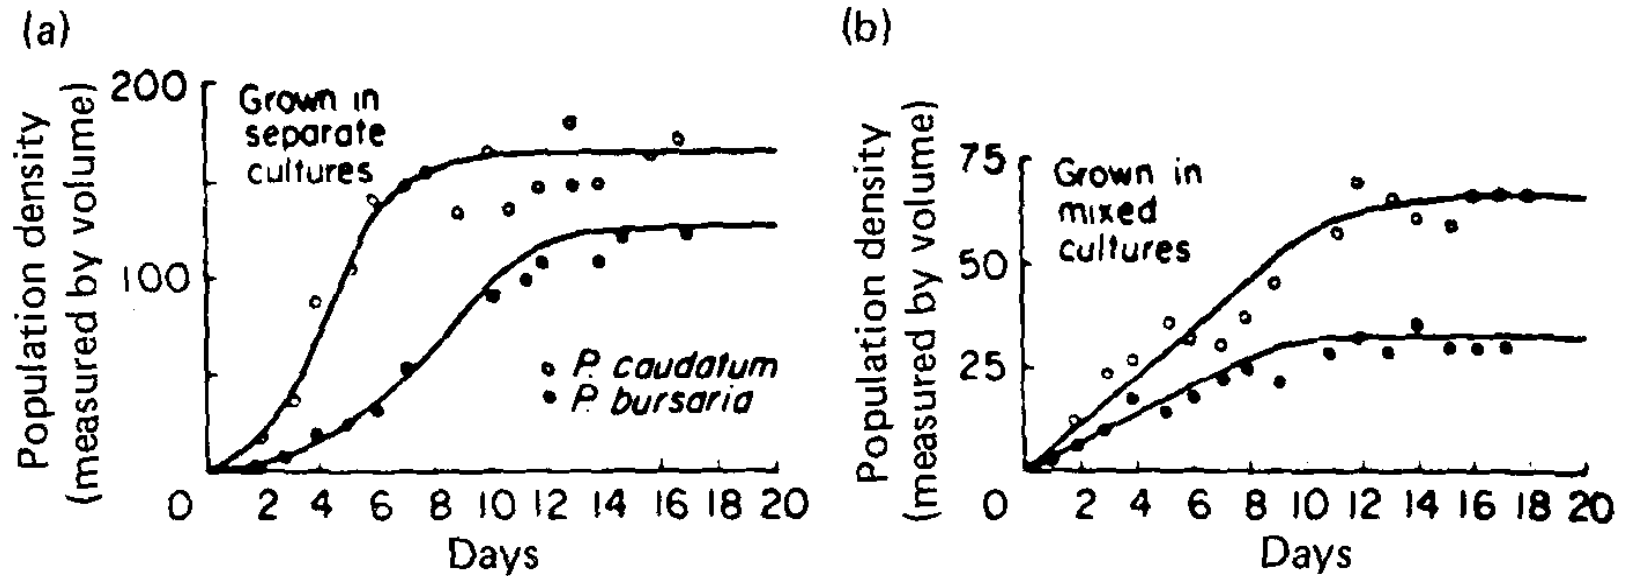 (a)
Population density
(measured by volume)
200
100
Grown in
separate
cultures
P. caudatum
P. bursaria
0 2 4 6 8 10 12 14 16 18 20
Days
(b)
Population density
(measured by volume)
75
50
25
Grown in
mixed
cultures
0 2 4 6 8 10 12 14 16 18 20
Days